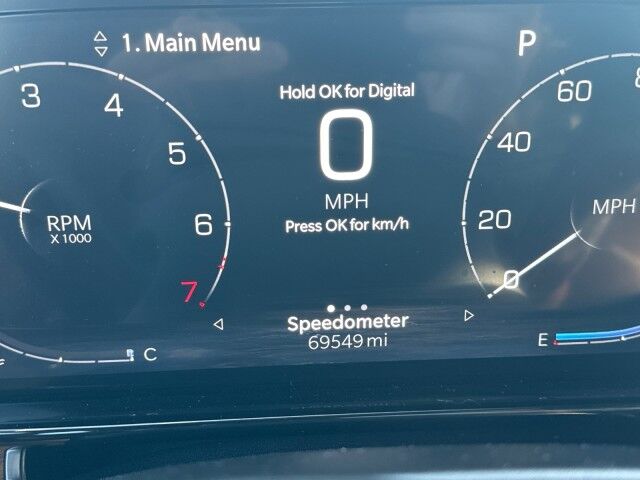 1. Main Menu
P
Hold OK for Digital
0
MPH
Press OK for km/h
3
4
5
6
7
RPM
X 1000
C
Speedometer
69549 mi
60
40
20
0
MPH
E